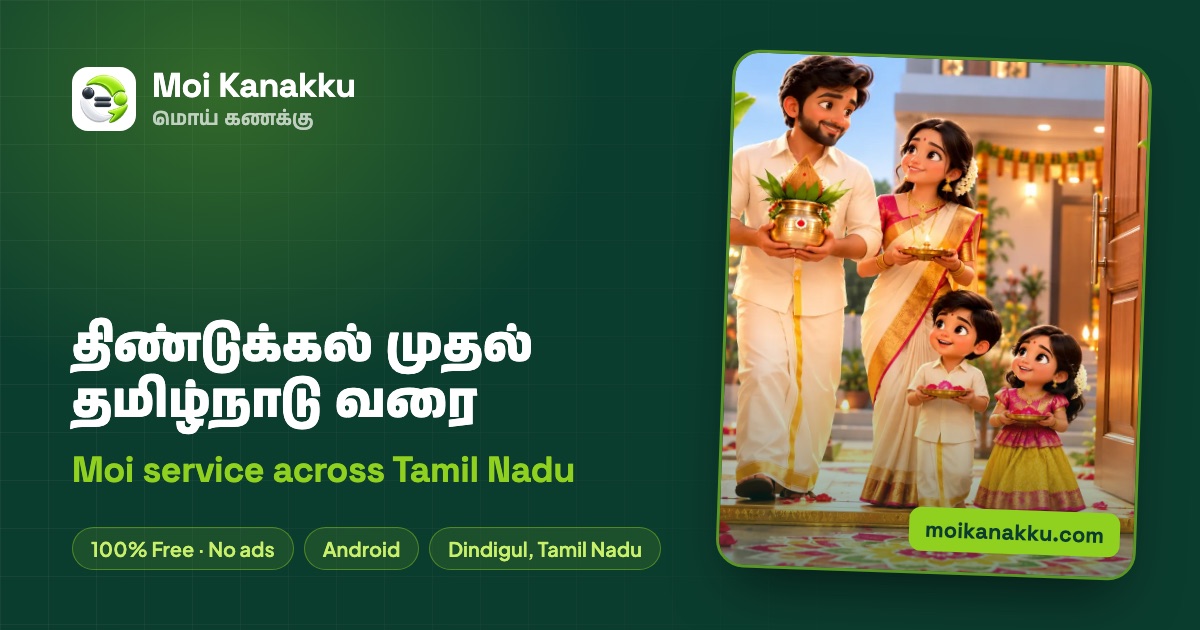 Moi Kanakku
மொய் கணக்கு
திண்டுக்கல் முதல்
தமிழ்நாடு வரை
Moi service across Tamil Nadu
100% Free · No ads
Android
Dindigul, Tamil Nadu
moikanakku.com